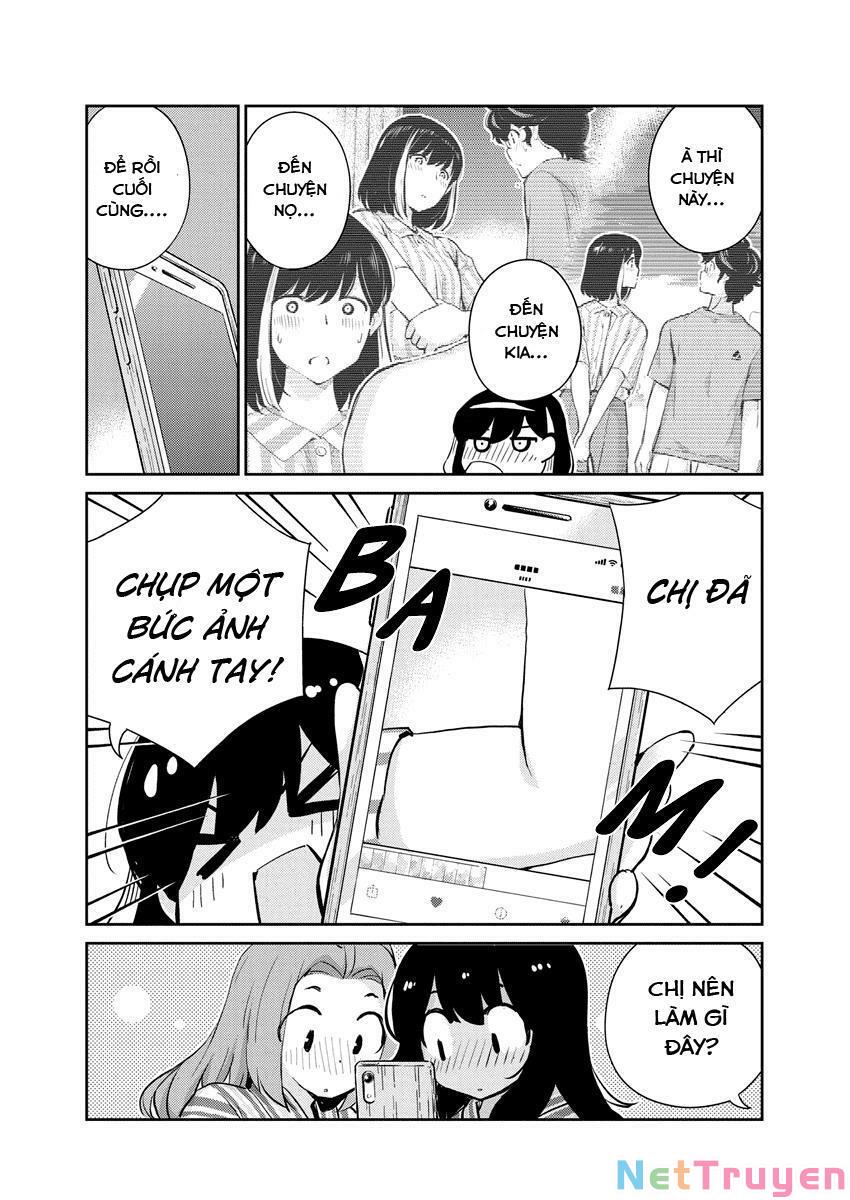 À THÌ
CHUYỆN
NÀY...
ĐẾN
CHUYỆN
KIA...
ĐẾN
CHUYỆN
NỌ...
ĐỂ RỒI
CUỐI
CÙNG....
CHỊ ĐÃ
CHỤP MỘT
BỨC ẢNH
CÁNH TAY!
BA
M!
CHỊ NÊN
LÀM GÌ
ĐÂY?
NetTruyen